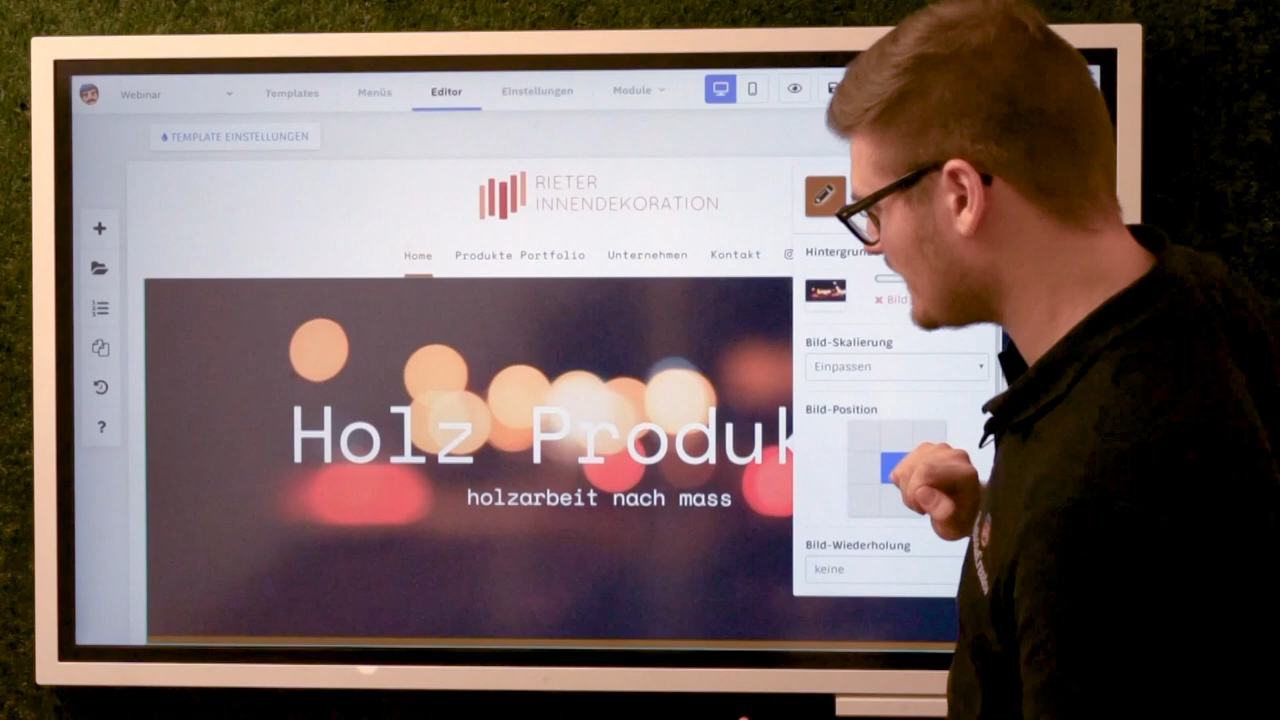 Webinar
Templates
Menüs
Editor
Einstellungen
Module
TEMPLATE EINSTELLUNGEN
RIETER
INNENDEKORATION
Home
Produkte Portfolio
Unternehmen
Kontakt
Holz Produk
holzarbeit nach mass
Bild
Bild-Skalierung
Einpassen
Bild-Position
Bild-Wiederholung
keine
?